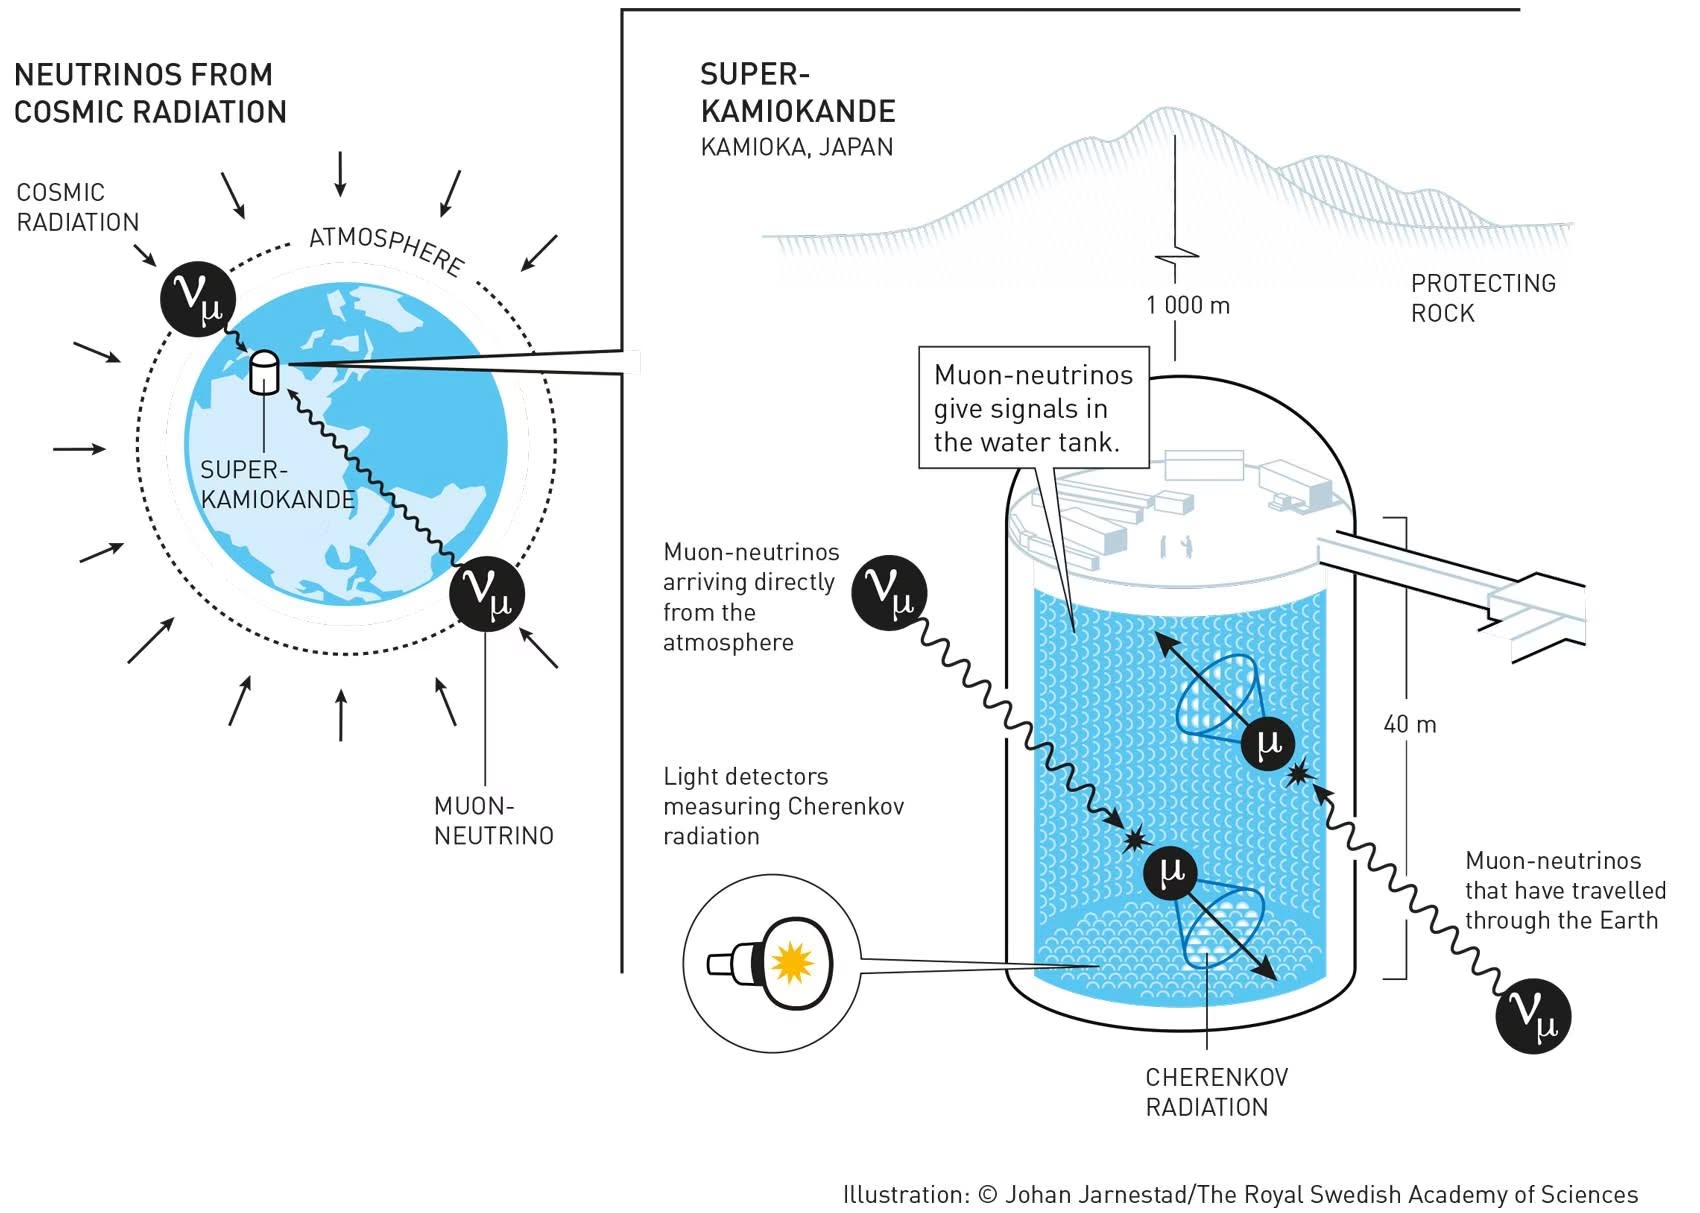 NEUTRINOS FROM
COSMIC RADIATION
COSMIC
RADIATION
ATMOSPHERE
νμ
SUPER-
KAMIOKANDE
νμ
MUON-
NEUTRINO
SUPER-
KAMIOKANDE
KAMIOKA, JAPAN
1 000 m
PROTECTING
ROCK
Muon-neutrinos
give signals in
the water tank.
Muon-neutrinos
arriving directly
from the
atmosphere
νμ
μ
40 m
Light detectors
measuring Cherenkov
radiation
μ
Muon-neutrinos
that have travelled
through the Earth
νμ
CHERENKOV
RADIATION
Illustration: © Johan Jarnestad/The Royal Swedish Academy of Sciences